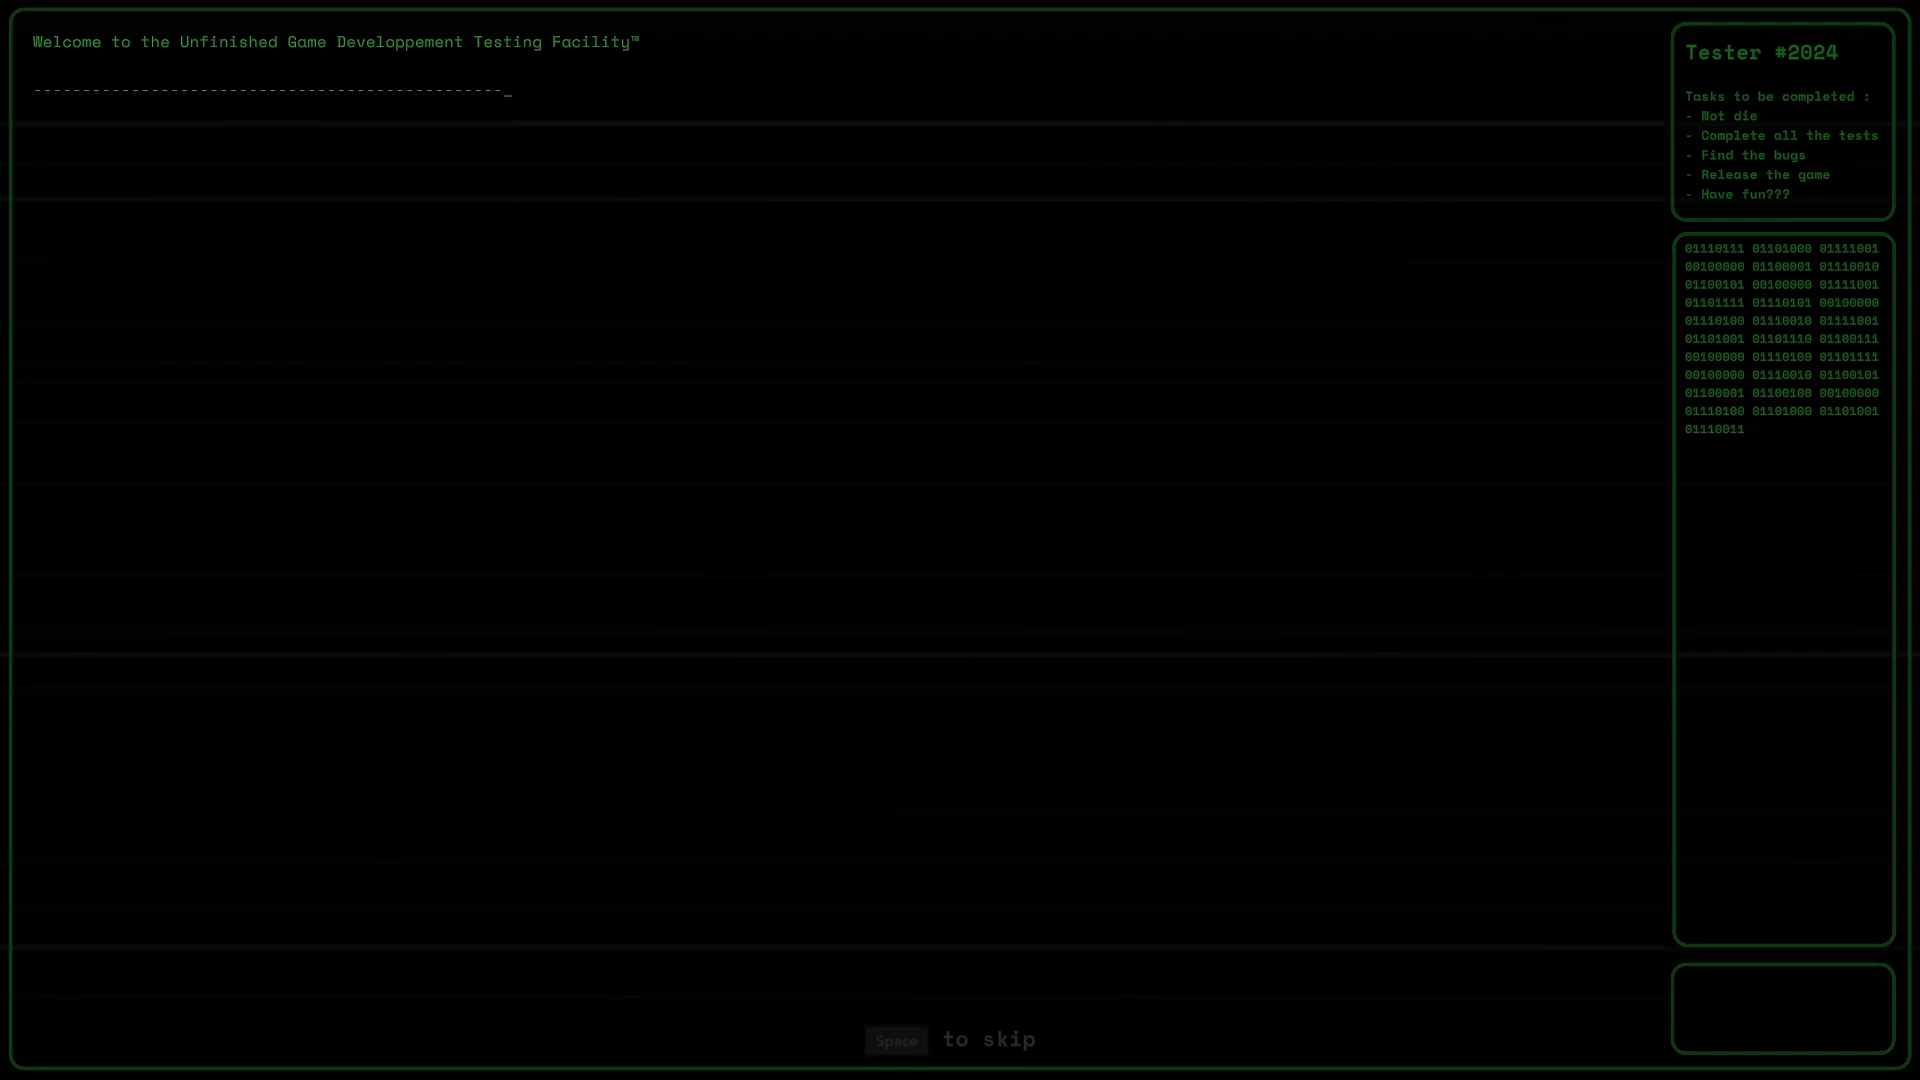 Welcome to the Unfinished Game Developpement Testing Facility™
------------------------------------------------_
Tester #2024
Tasks to be completed :
- Not die
- Complete all the tests
- Find the bugs
- Release the game
- Have fun???
01110111 01101000 01111001
00100000 01100001 01110010
01100101 00100000 01111001
01101111 01110101 00100000
01110100 01110010 01111001
01101001 01101110 01100111
00100000 01110100 01101111
00100000 01110010 01100101
01100001 01100100 00100000
01110100 01101000 01101001
01110011
Space to skip